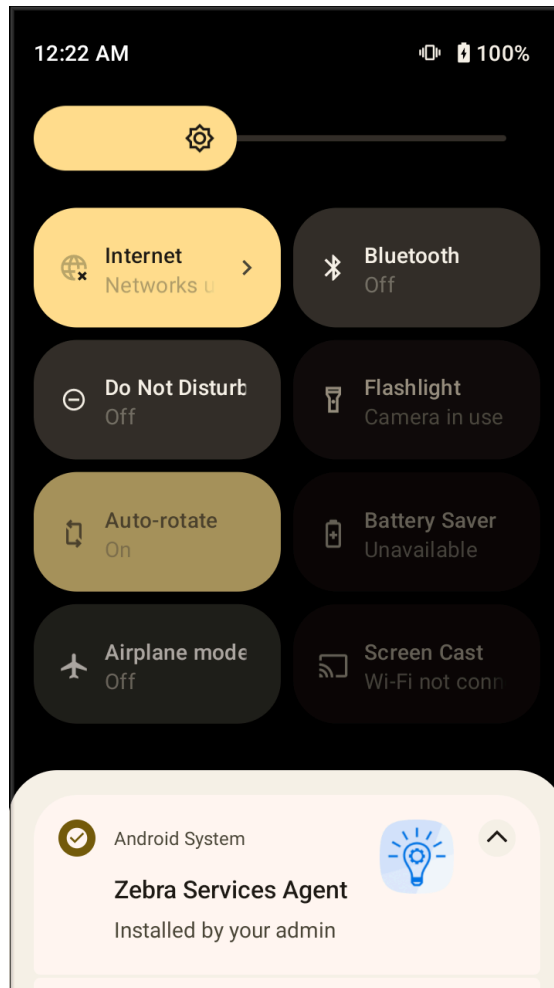 12:22 AM
100%
Internet
Networks u
Bluetooth
Off
Do Not Disturb
Off
Flashlight
Camera in use
Auto-rotate
On
Battery Saver
Unavailable
Airplane mode
Off
Screen Cast
Wi-Fi not conn
Android System
Zebra Services Agent
Installed by your admin